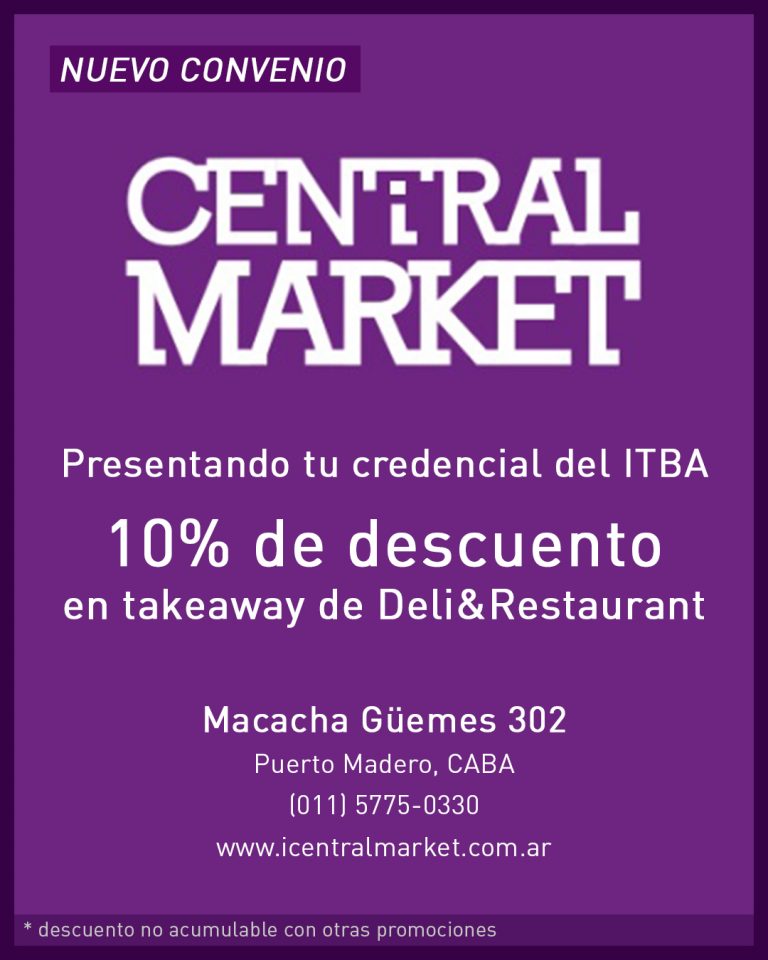 NUEVO CONVENIO
CENTRAL
MARKET
Presentando tu credencial del ITBA
10% de descuento
en takeaway de Deli&Restaurant
Macacha Güemes 302
Puerto Madero, CABA
(011) 5775-0330
www.icentralmarket.com.ar
* descuento no acumulable con otras promociones